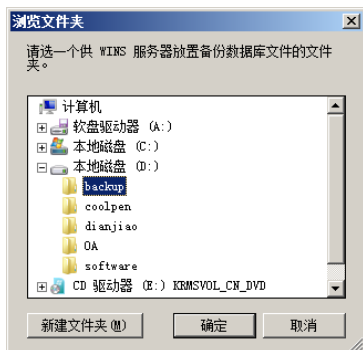 浏览文件夹
请选一个供 WINS 服务器放置备份数据库文件的文件
夹。
计算机
软盘驱动器 (A:)
本地磁盘 (C:)
本地磁盘 (D:)
backup
coolpen
dianjiao
OA
software
CD 驱动器 (E:) KRMSVOL_CN_DVD
新建文件夹(M)
确定
取消